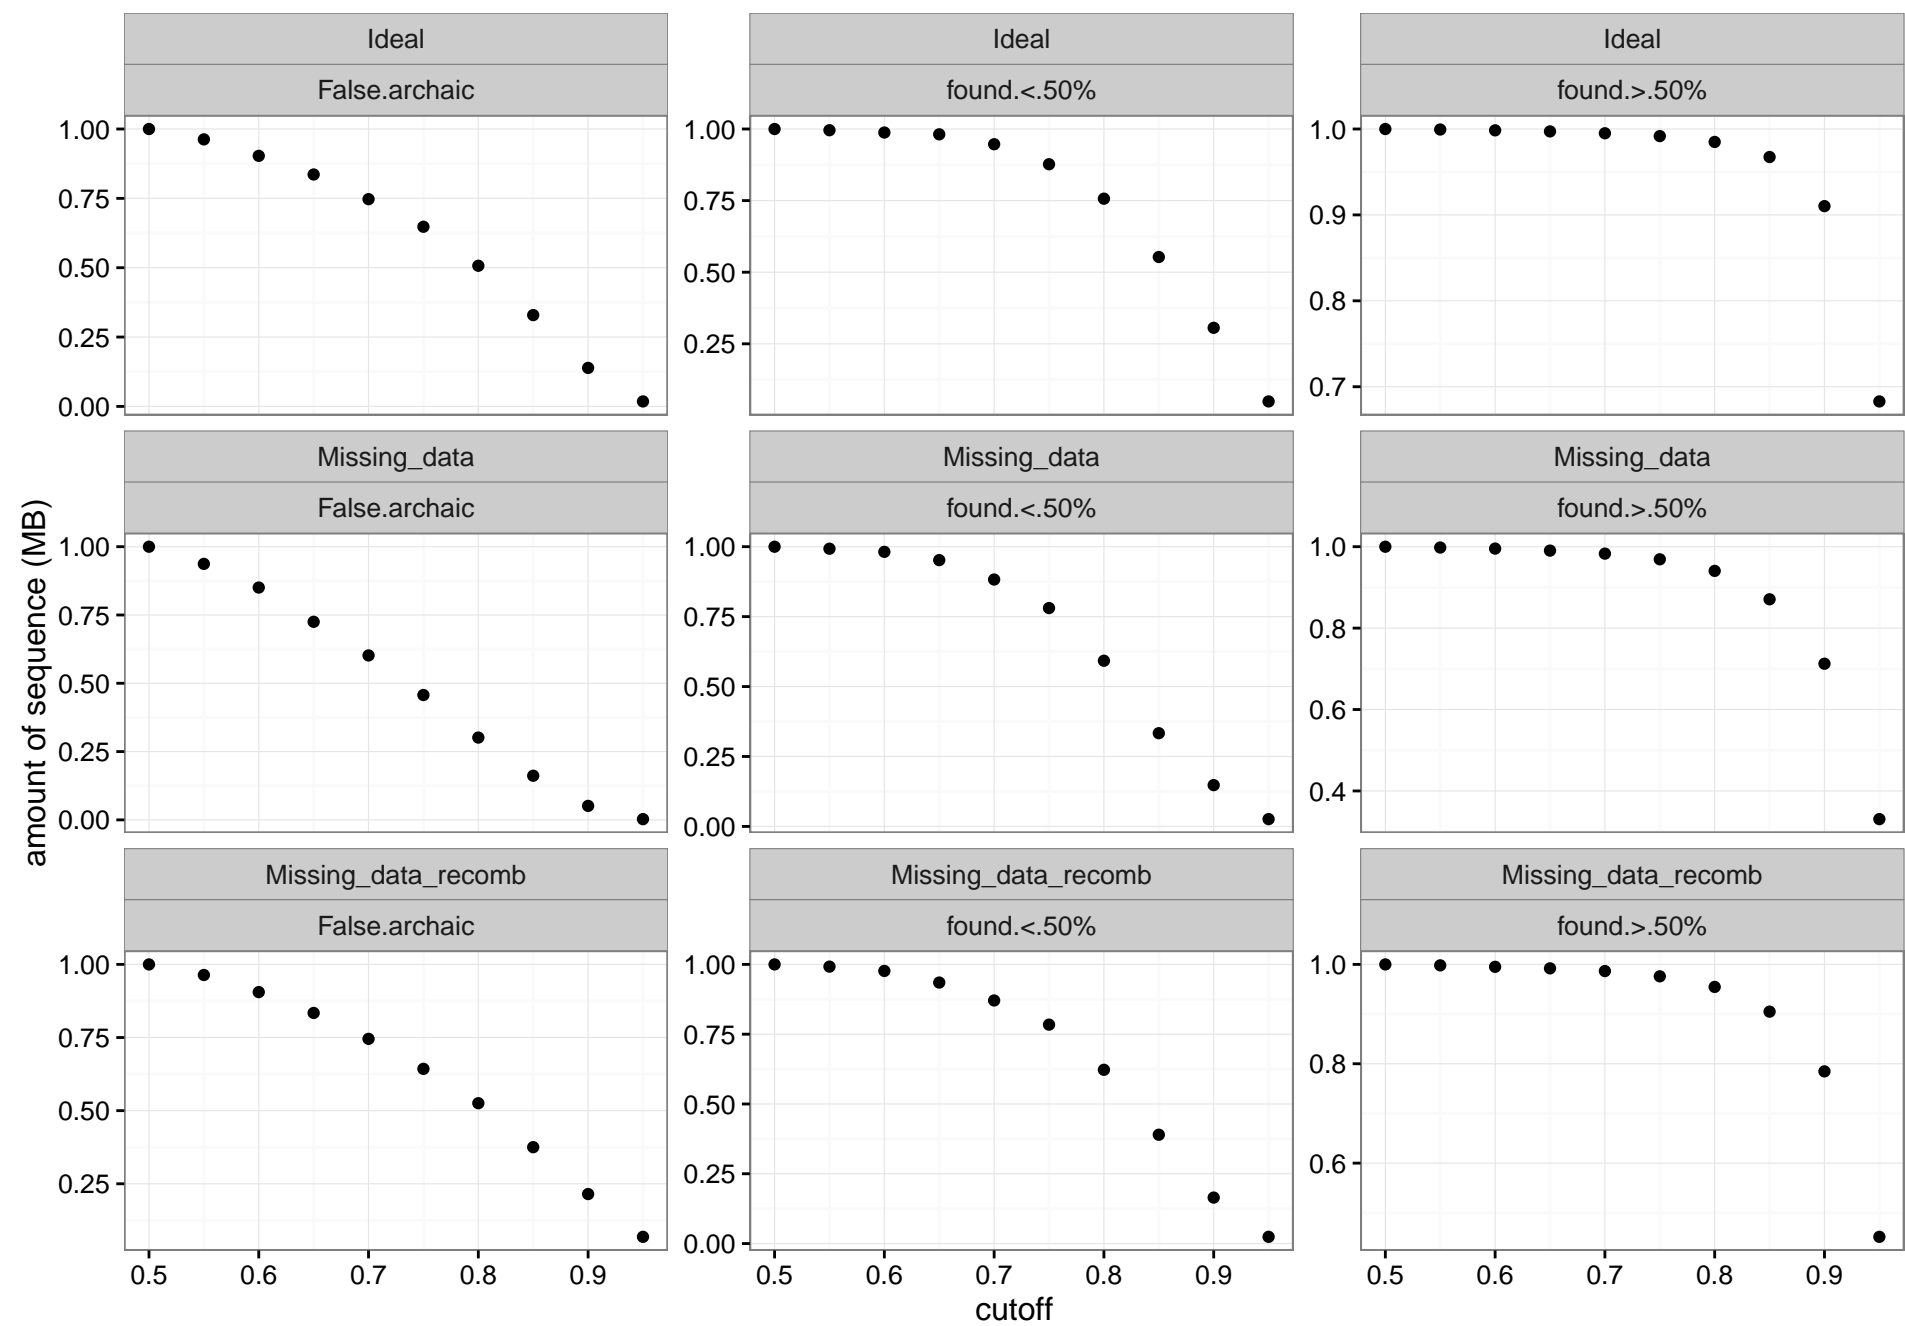 Ideal
False.archaic
1.00
0.75
0.50
0.25
0.00
Ideal
found.<.50%
1.00
0.75
0.50
0.25
Ideal
found.>.50%
1.0
0.9
0.8
0.7
amount of sequence (MB)
Missing_data
False.archaic
1.00
0.75
0.50
0.25
0.00
Missing_data
found.<.50%
1.00
0.75
0.50
0.25
0.00
Missing_data
found.>.50%
1.0
0.8
0.6
0.4
Missing_data_recomb
False.archaic
1.00
0.75
0.50
0.25
0.5 0.6 0.7 0.8 0.9
Missing_data_recomb
found.<.50%
1.00
0.75
0.50
0.25
0.00
0.5 0.6 0.7 0.8 0.9
Missing_data_recomb
found.>.50%
1.0
0.8
0.6
0.5 0.6 0.7 0.8 0.9
cutoff